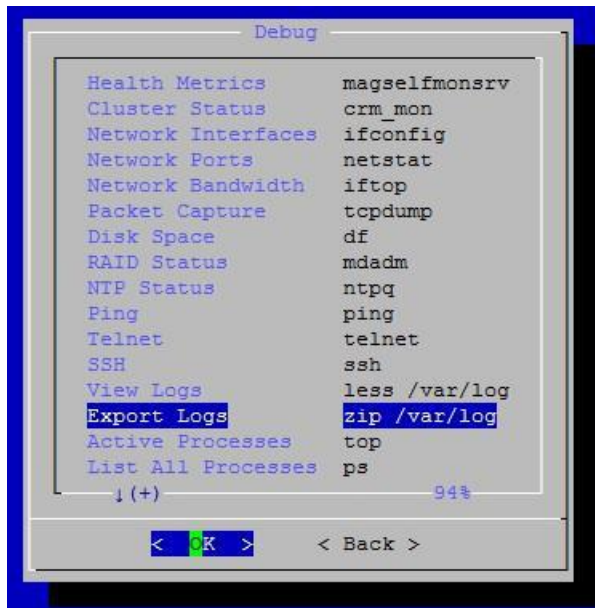 Debug
Health Metrics magselfmonsrv
Cluster Status crm_mon
Network Interfaces ifconfig
Network Ports netstat
Network Bandwidth iftop
Packet Capture tcpdump
Disk Space df
RAID Status mdadm
NTP Status ntpq
Ping ping
Telnet telnet
SSH ssh
View Logs less /var/log
Export Logs zip /var/log
Active Processes top
List All Processes ps
↓(+) 94%
< OK > < Back >